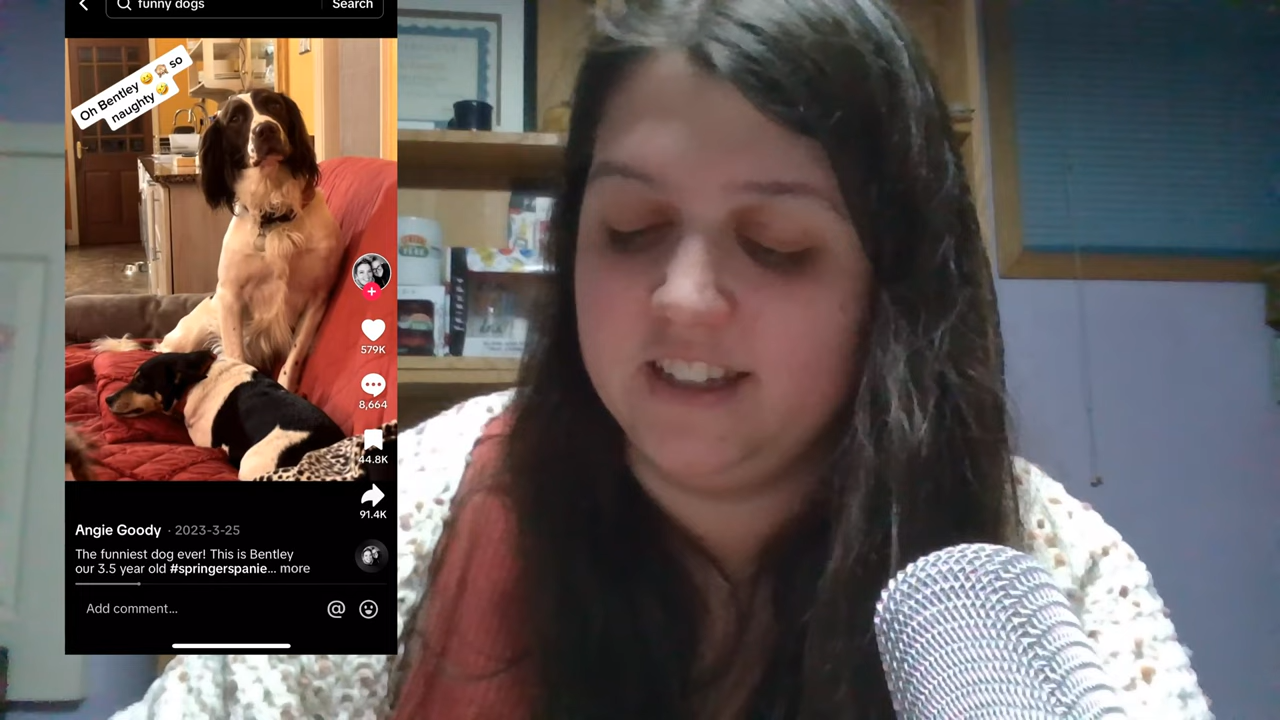 funny dogs
Search
Oh Bentley 🤪 🙈 so
naughty 🤪
579K
8,664
44.8K
91.4K
Angie Goody · 2023-3-25
The funniest dog ever! This is Bentley
our 3.5 year old #springerspanie... more
Add comment...
@
FRIENDS